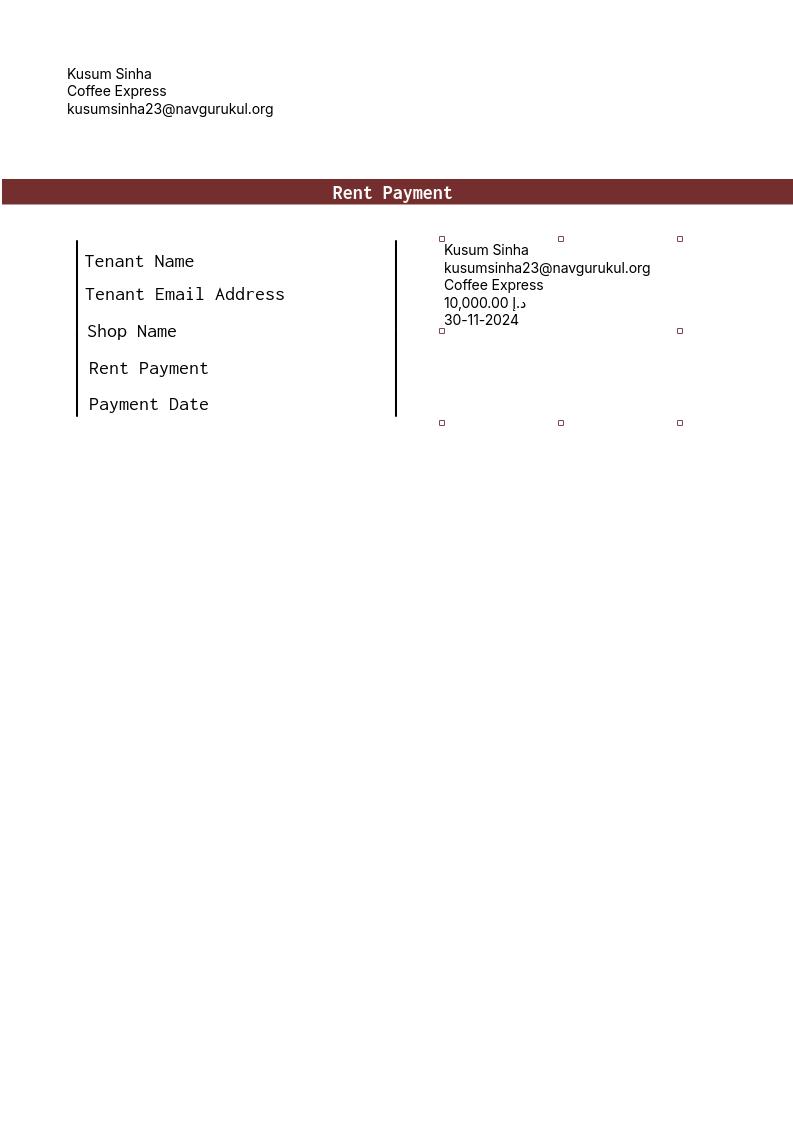 Kusum Sinha
Coffee Express
kusumsinha23@navgurukul.org
Rent Payment
Tenant Name
Tenant Email Address
Shop Name
Rent Payment
Payment Date
Kusum Sinha
kusumsinha23@navgurukul.org
Coffee Express
10,000.00 د.إ
30-11-2024